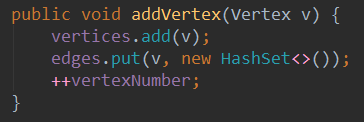 public void addVertex(Vertex v) {
    vertices.add(v);
    edges.put(v, new HashSet<>());
    ++vertexNumber;
}